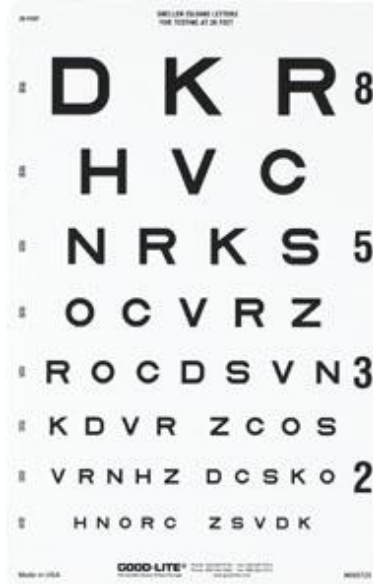 SNELLEN SLOAN LETTERS
FOR TESTING AT 20 FEET
D K R 8
H V C
N R K S 5
O C V R Z
R O C D S V N 3
K D V R Z C O S
V R N H Z D C S K O 2
H N O R C Z S V D K
Made in USA
GOOD-LITE®